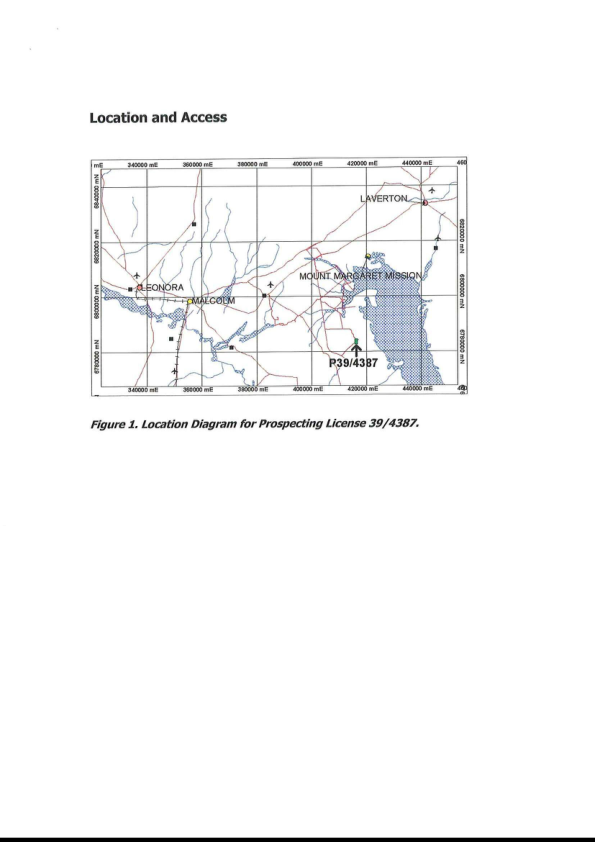 Location and Access
mE 340000 mE 360000 mE 380000 mE 400000 mE 420000 mE 440000 mE 460
6840000 mN
LAVERTON
6820000 mN 6820000 mN
MOUNT MARGARET MISSION
LEONORA
6800000 mN 6800000 mN
MALCOLM
6780000 mN 6780000 mN
P39/4387
340000 mE 360000 mE 380000 mE 400000 mE 420000 mE 440000 mE
Figure 1. Location Diagram for Prospecting License 39/4387.